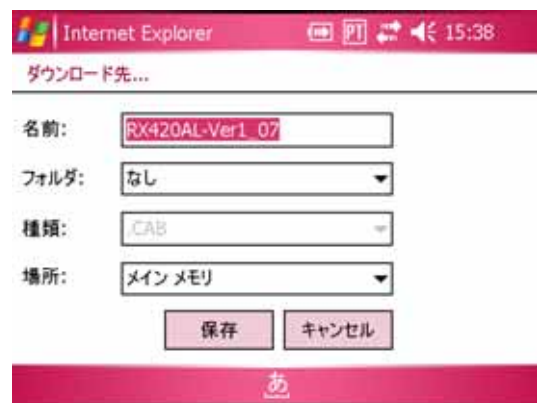 Internet Explorer PT 15:38
ダウンロード先...
名前: RX420AL-Ver1_07
フォルダ: なし
種類: .CAB
場所: メイン メモリ
保存 キャンセル
あ